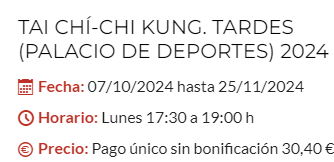 TAI CHÍ-CHI KUNG. TARDES
(PALACIO DE DEPORTES) 2024
Fecha: 07/10/2024 hasta 25/11/2024
Horario: Lunes 17:30 a 19:00 h
Precio: Pago único sin bonificación 30,40 €